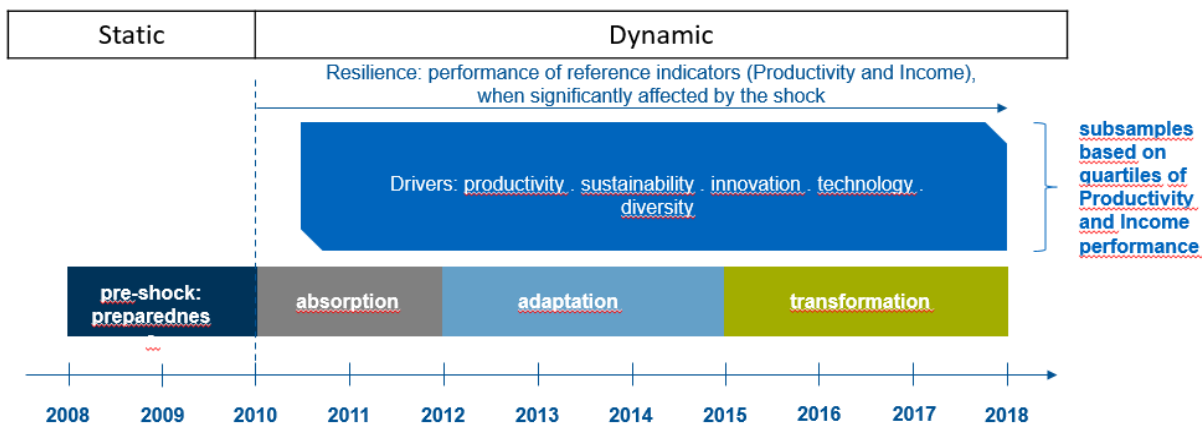 Static
Dynamic
Resilience: performance of reference indicators (Productivity and Income),
when significantly affected by the shock
Drivers: productivity . sustainability . innovation . technology .
diversity
subsamples
based on
quartiles of
Productivity
and Income
performance
pre-shock:
preparednes
absorption
adaptation
transformation
2008
2009
2010
2011
2012
2013
2014
2015
2016
2017
2018